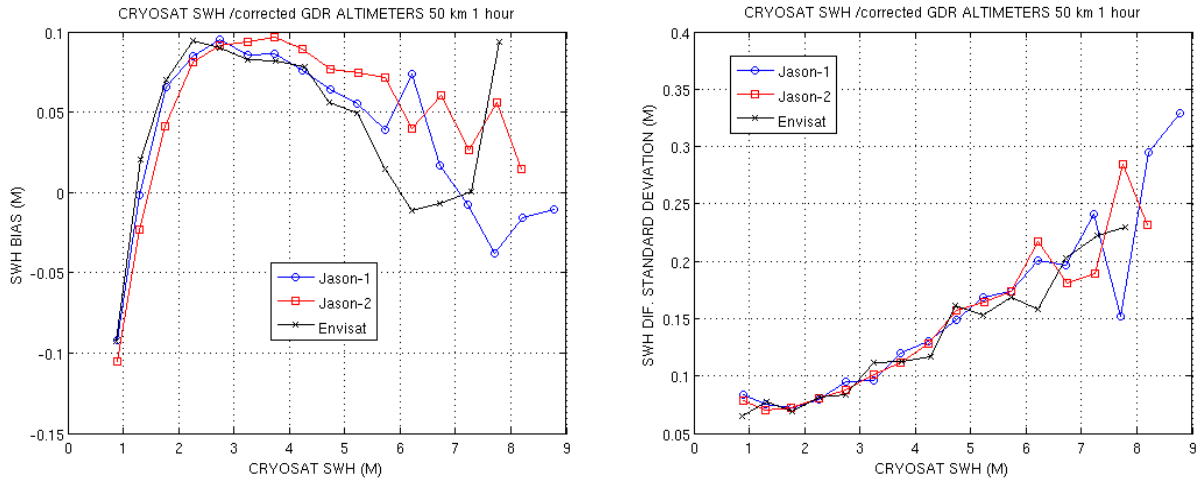 CRYOSAT SWH /corrected GDR ALTIMETERS 50 km 1 hour
0.1
0.05
0
-0.05
-0.1
-0.15
SWH BIAS (M)
Jason-1
Jason-2
Envisat
0 1 2 3 4 5 6 7 8 9
CRYOSAT SWH (M)
CRYOSAT SWH /corrected GDR ALTIMETERS 50 km 1 hour
0.4
0.35
0.3
0.25
0.2
0.15
0.1
0.05
SWH DIF. STANDARD DEVIATION (M)
Jason-1
Jason-2
Envisat
0 1 2 3 4 5 6 7 8 9
CRYOSAT SWH (M)